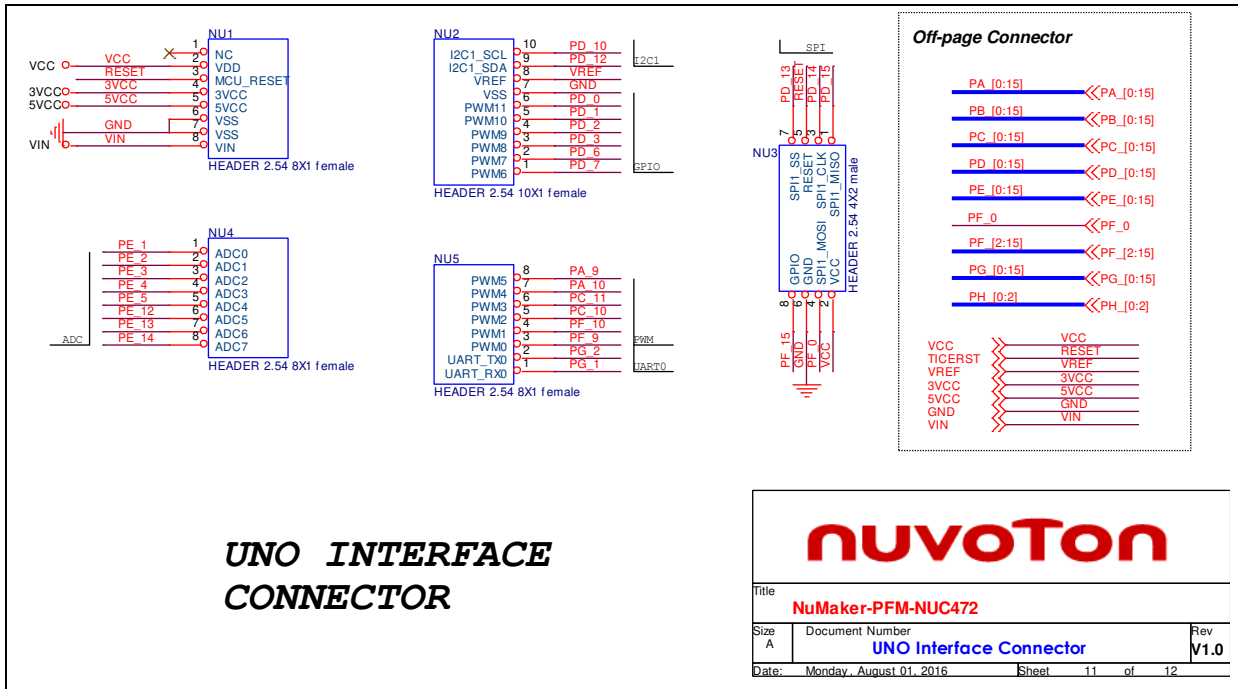 NU1
1 NC
VCC VCC 2 VDD
RESET 3 MCU_RESET
3VCC 3VCC 4 3VCC
5VCC 5VCC 5 5VCC
6 VSS
GND 7 VSS
VIN VIN 8 VIN
HEADER 2.54 8X1 female
NU2
I2C1_SCL 10 PD_10
I2C1_SDA 9 PD_12
VREF 8 VREF
VSS 7 GND
PWM11 6 PD_0
PWM10 5 PD_1
PWM9 4 PD_2
PWM8 3 PD_3
PWM7 2 PD_6
PWM6 1 PD_7
I2C1
GPIO
HEADER 2.54 10X1 female
NU4
PE_1 1 ADC0
PE_2 2 ADC1
PE_3 3 ADC2
PE_4 4 ADC3
PE_5 5 ADC4
PE_12 6 ADC5
PE_13 7 ADC6
PE_14 8 ADC7
ADC
HEADER 2.54 8X1 female
NU5
PWM5 8 PA_9
PWM4 7 PA_10
PWM3 6 PC_11
PWM2 5 PC_10
PWM1 4 PF_10
PWM0 3 PF_9
UART_TX0 2 PG_2
UART_RX0 1 PG_1
PWM
UART0
HEADER 2.54 8X1 female
SPI
PD_13 RESET PD_14 PD_15
7 5 3 1
NU3
SPI1_SS RESET SPI1_CLK SPI1_MISO
GPIO GND SPI1_MOSI VCC
8 6 4 2
PF_15 GND PF_0 VCC
HEADER 2.54 4X2 male
Off-page Connector
PA_[0:15] PA_[0:15]
PB_[0:15] PB_[0:15]
PC_[0:15] PC_[0:15]
PD_[0:15] PD_[0:15]
PE_[0:15] PE_[0:15]
PF_0 PF_0
PF_[2:15] PF_[2:15]
PG_[0:15] PG_[0:15]
PH_[0:2] PH_[0:2]
VCC VCC
TICERST RESET
VREF VREF
3VCC 3VCC
5VCC 5VCC
GND GND
VIN VIN
UNO INTERFACE
CONNECTOR
nuvoTon
Title
NuMaker-PFM-NUC472
Size Document Number Rev
A UNO Interface Connector V1.0
Date: Monday, August 01, 2016 Sheet 11 of 12